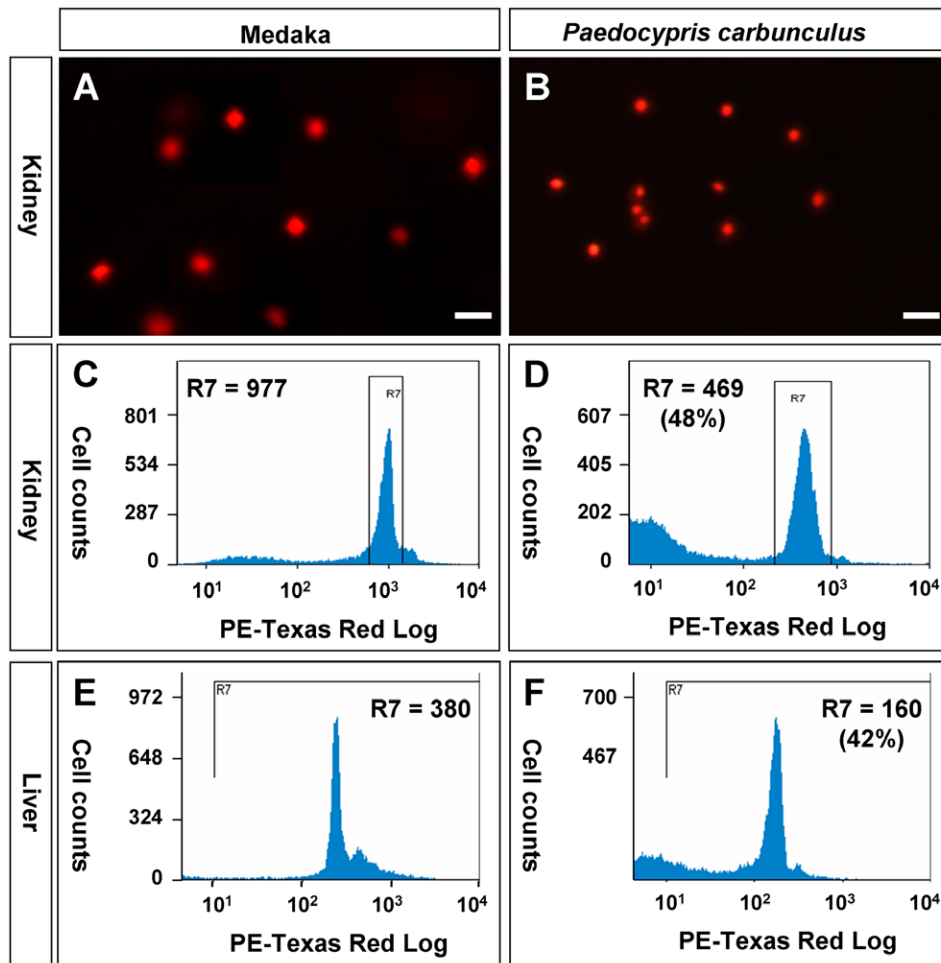 Medaka
Paedocypris carbunculus
Kidney
A
B
Kidney
C
R7 = 977
R7
801
534
287
0
Cell counts
10¹ 10² 10³ 10⁴
PE-Texas Red Log
D
R7 = 469
(48%)
R7
607
405
202
0
Cell counts
10¹ 10² 10³ 10⁴
PE-Texas Red Log
Liver
E
R7
R7 = 380
972
648
324
0
Cell counts
10¹ 10² 10³ 10⁴
PE-Texas Red Log
F
R7
R7 = 160
(42%)
700
467
Cell counts
10¹ 10² 10³ 10⁴
PE-Texas Red Log